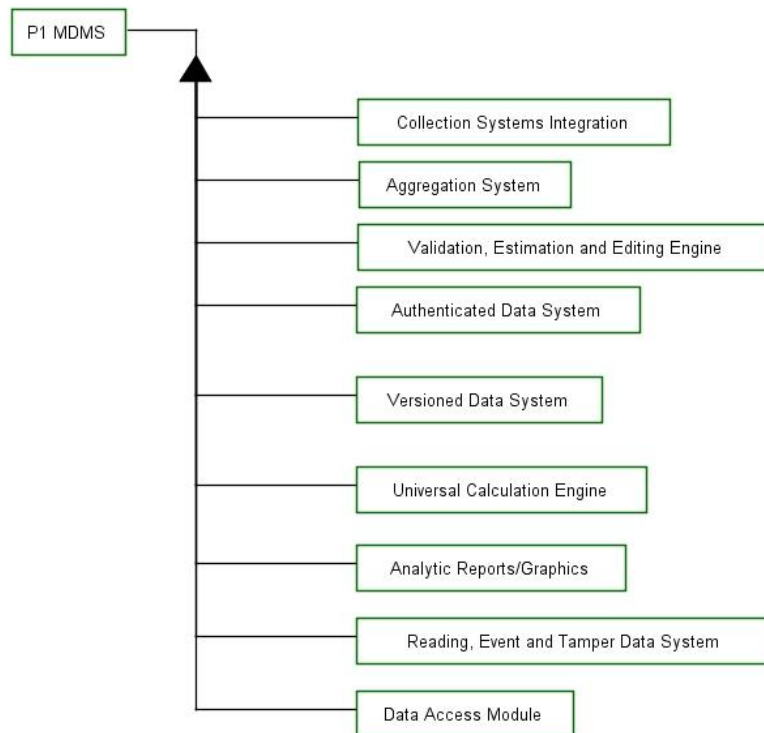 P1 MDMS
Collection Systems Integration
Aggregation System
Validation, Estimation and Editing Engine
Authenticated Data System
Versioned Data System
Universal Calculation Engine
Analytic Reports/Graphics
Reading, Event and Tamper Data System
Data Access Module